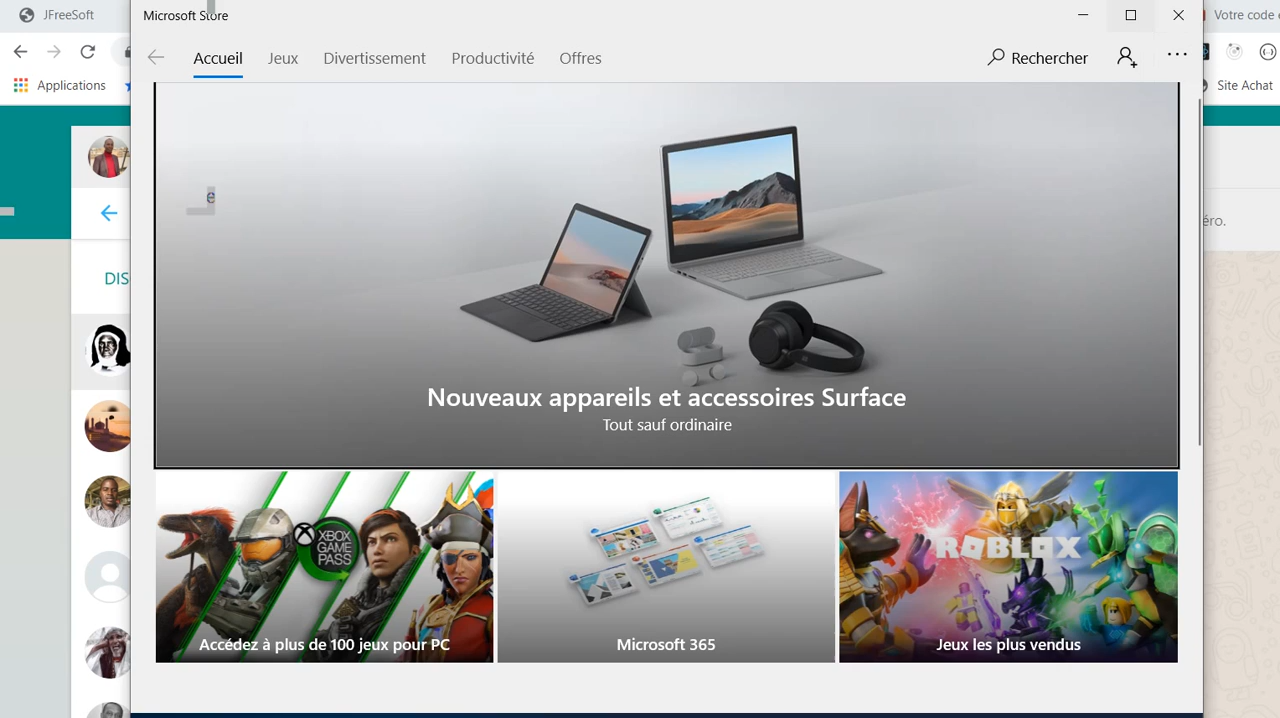 JFreeSoft
Microsoft Store
Votre code
Accueil
Jeux
Divertissement
Productivité
Offres
Rechercher
Applications
Site Achat
DIS
éro.
Nouveaux appareils et accessoires Surface
Tout sauf ordinaire
XBOX
GAME
PASS
ROBLOX
Accédez à plus de 100 jeux pour PC
Microsoft 365
Jeux les plus vendus